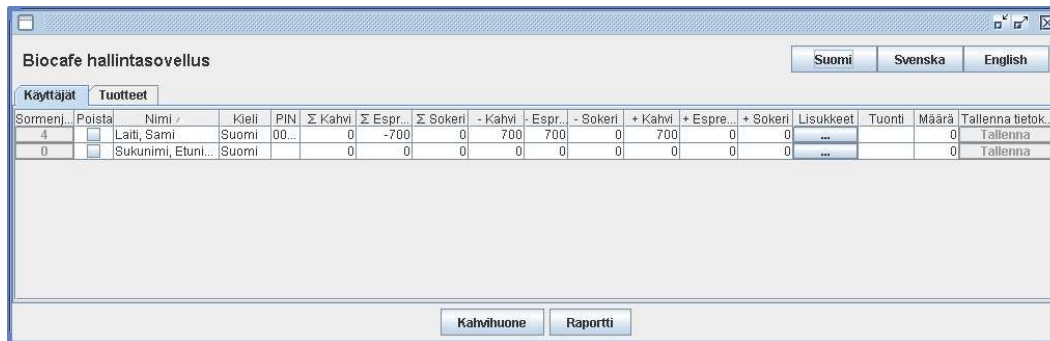 Biocafe hallintasovellus Suomi Svenska English
Käyttäjät Tuotteet
Sormenj... Poista Nimi Kieli PIN Σ Kahvi Σ Espr... Σ Sokeri - Kahvi - Espr... - Sokeri + Kahvi + Espre... + Sokeri Lisukkeet Tuonti Määrä Tallenna tietok...
4 Laiti, Sami Suomi 00... 0 -700 0 700 700 0 700 0 0 ... 0 Tallenna
0 Sukunimi, Etuni... Suomi 0 0 0 0 0 0 0 0 0 ... 0 Tallenna
Kahvihuone Raportti